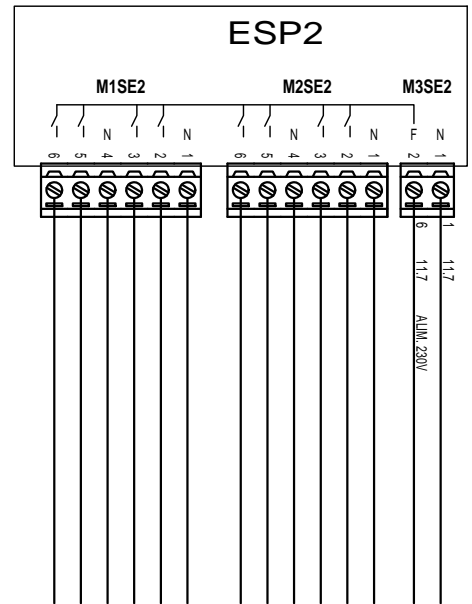 ESP2
M1SE2 M2SE2 M3SE2
N N N N F N
6 5 4 3 2 1 6 5 4 3 2 1 2 1
6 1
11.7 11.7
ALIM. 230V